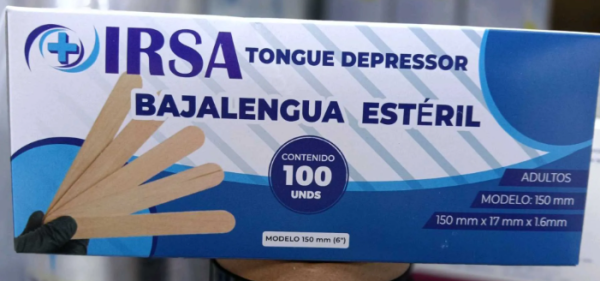 IRSA TONGUE DEPRESSOR
BAJALENGUA ESTÉRIL
CONTENIDO
100
UNDS
ADULTOS
MODELO: 150 mm
150 mm x 17 mm x 1.6mm
MODELO 150 mm (6")